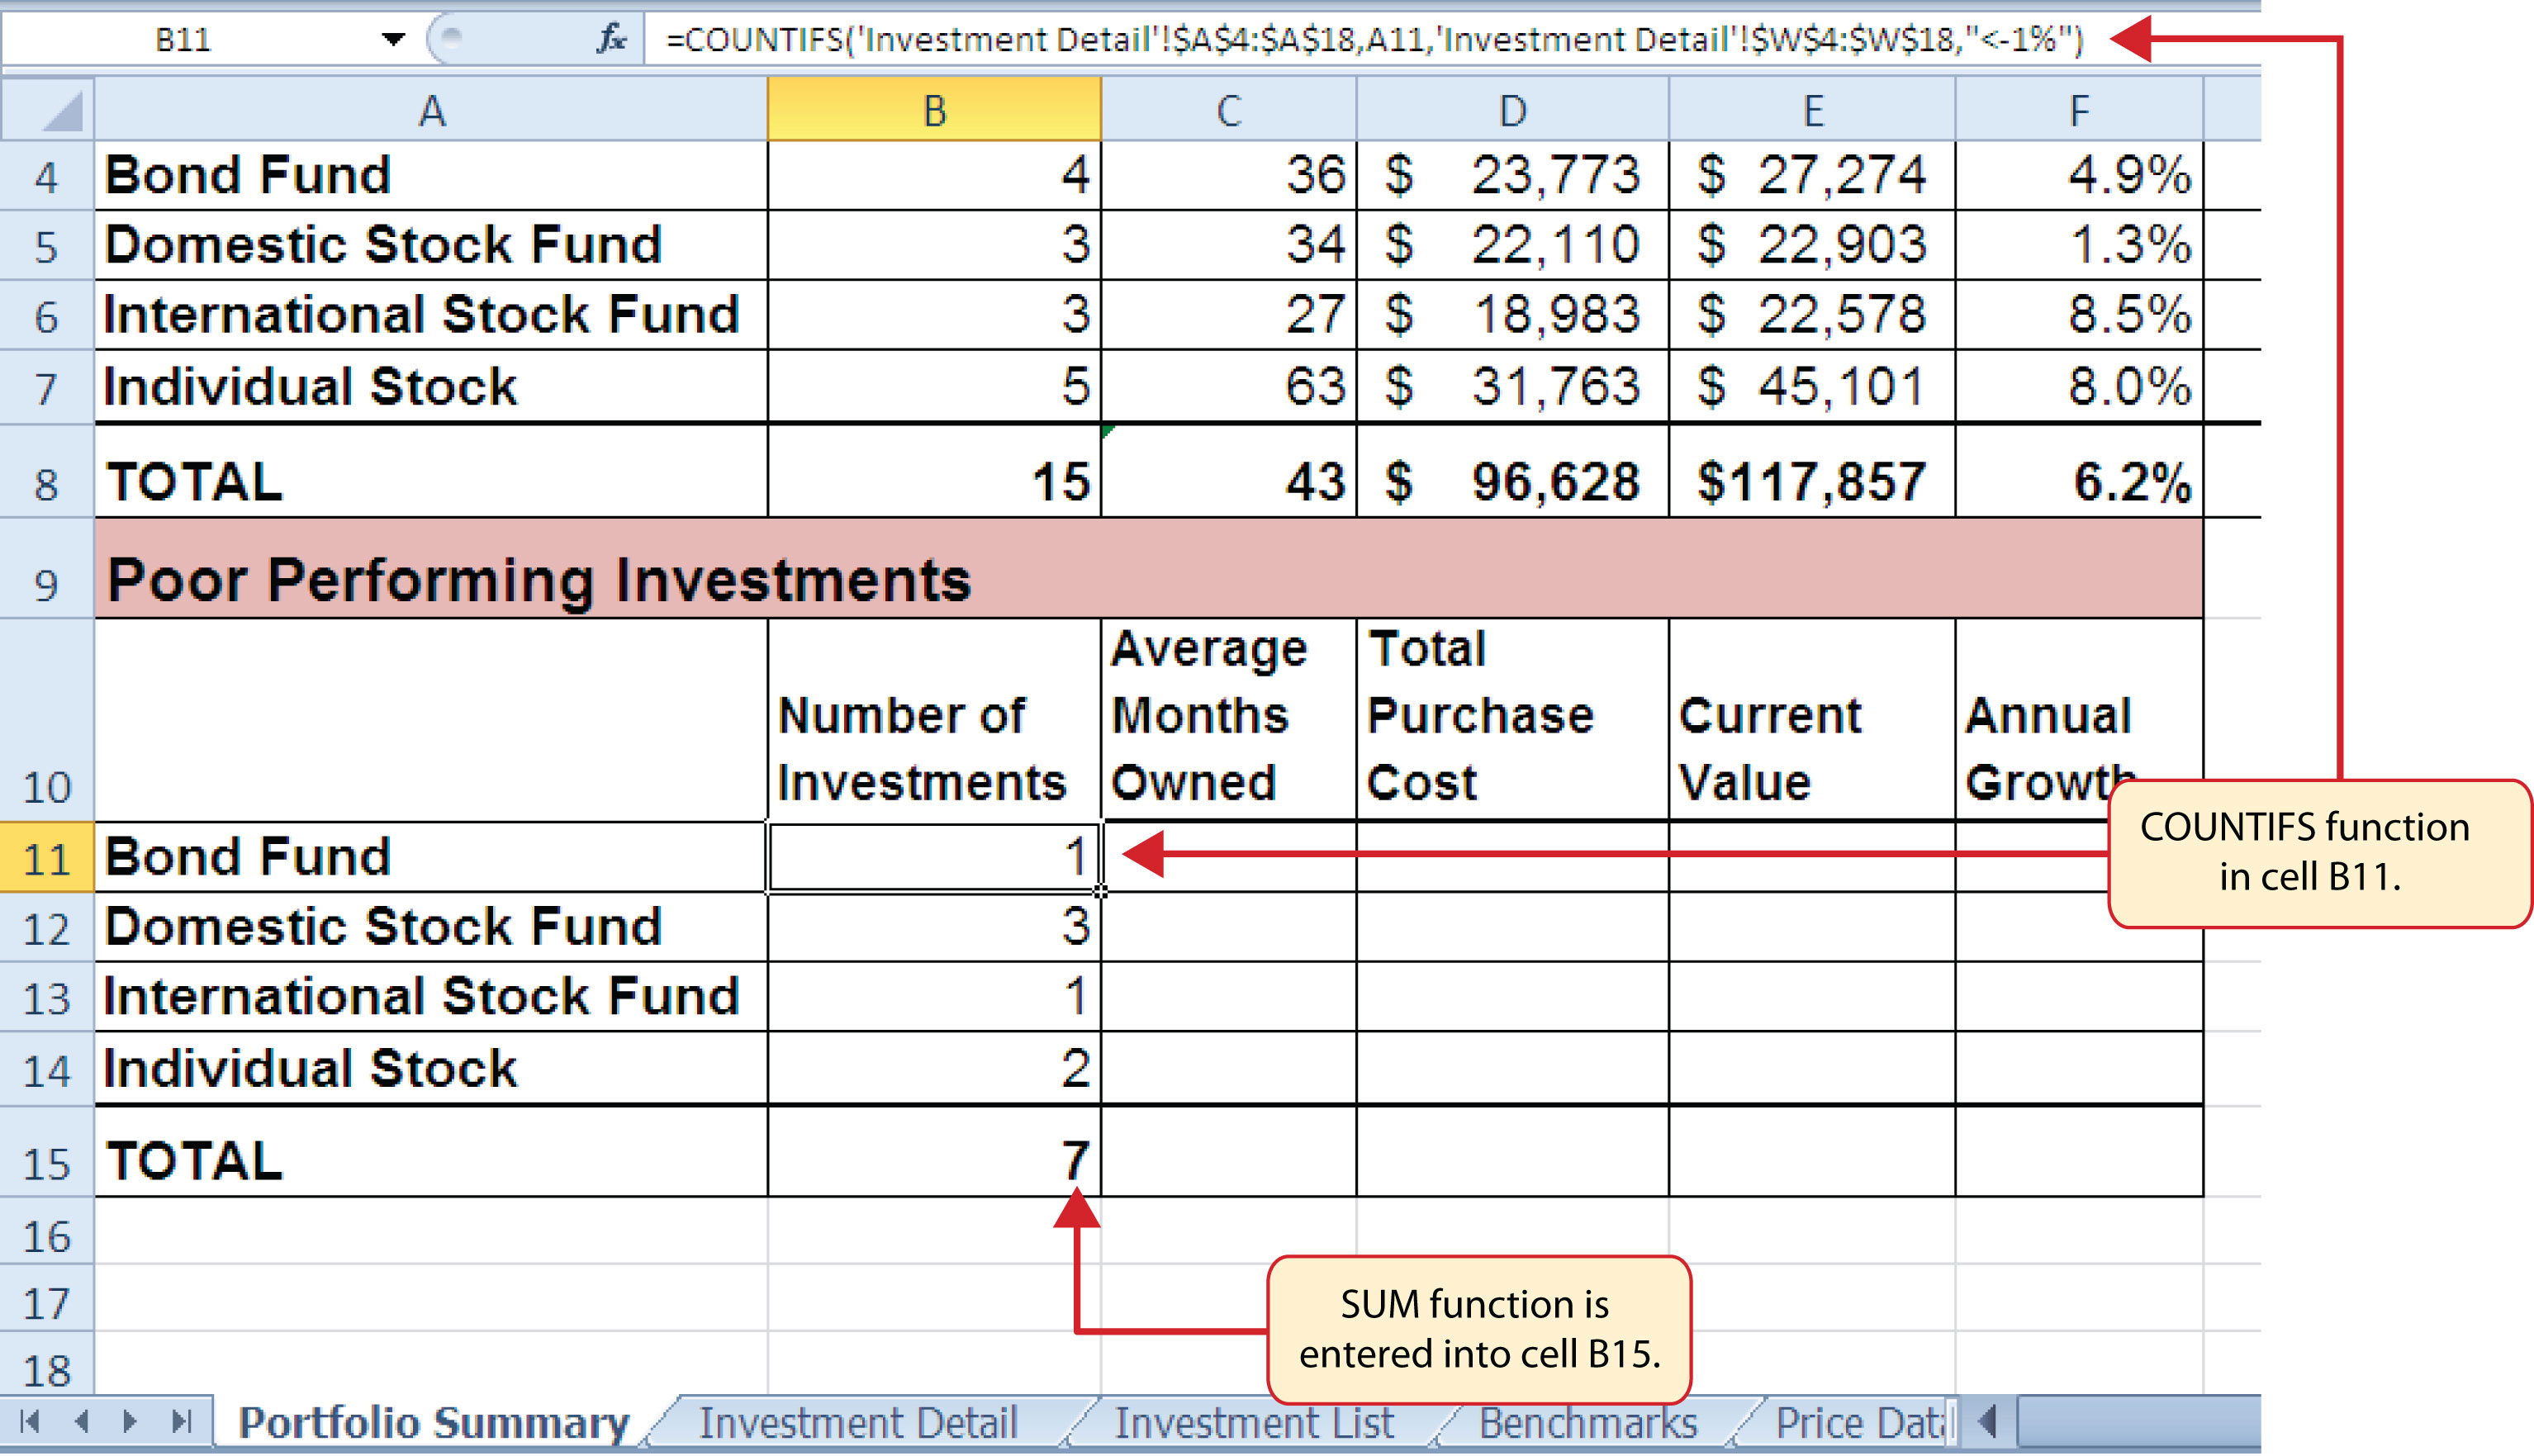 B11 fx =COUNTIFS('Investment Detail'!$A$4:$A$18,A11,'Investment Detail'!$W$4:$W$18,"<-1%")
A B C D E F
4 Bond Fund 4 36 $ 23,773 $ 27,274 4.9%
5 Domestic Stock Fund 3 34 $ 22,110 $ 22,903 1.3%
6 International Stock Fund 3 27 $ 18,983 $ 22,578 8.5%
7 Individual Stock 5 63 $ 31,763 $ 45,101 8.0%
8 TOTAL 15 43 $ 96,628 $117,857 6.2%
9 Poor Performing Investments
Average Total
Number of Months Purchase Current Annual
10 Investments Owned Cost Value Growth
COUNTIFS function
in cell B11.
11 Bond Fund 1
12 Domestic Stock Fund 3
13 International Stock Fund 1
14 Individual Stock 2
15 TOTAL 7
16
17
18
SUM function is
entered into cell B15.
Portfolio Summary Investment Detail Investment List Benchmarks Price Data